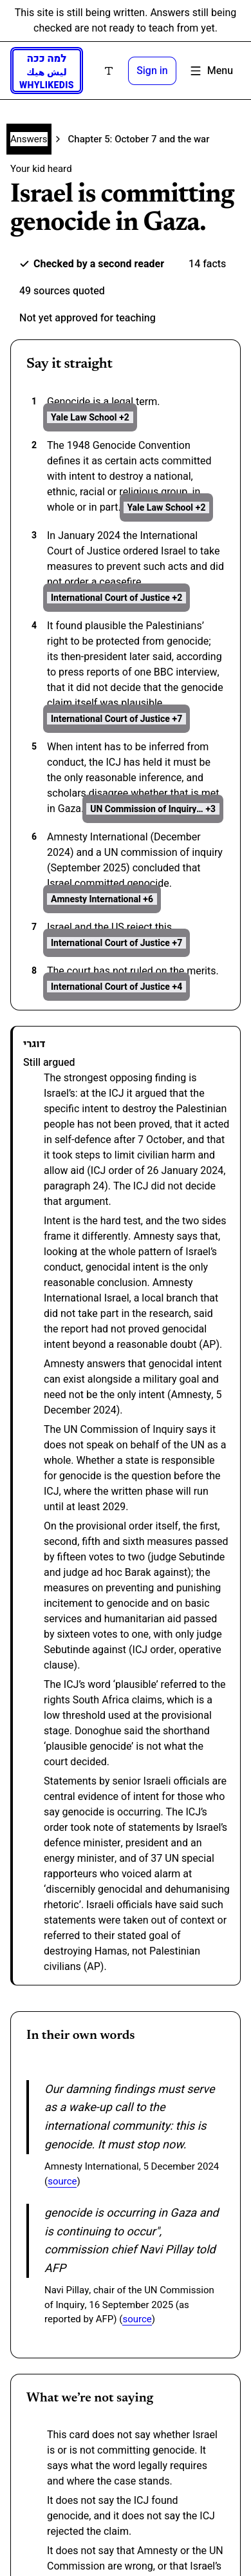 This site is still being written. Answers still being
checked are not ready to teach from yet.
למה ככה
ليش هيك
WHYLIKEDIS
T
Sign in
Menu
Answers
Chapter 5: October 7 and the war
Your kid heard
Israel is committing
genocide in Gaza.
Checked by a second reader
14 facts
49 sources quoted
Not yet approved for teaching
Say it straight
1 Genocide is a legal term.
Yale Law School +2
2 The 1948 Genocide Convention
defines it as certain acts committed
with intent to destroy a national,
ethnic, racial or religious group, in
whole or in part. Yale Law School +2
3 In January 2024 the International
Court of Justice ordered Israel to take
measures to prevent such acts and did
not order a ceasefire.
International Court of Justice +2
4 It found plausible the Palestinians’
right to be protected from genocide;
its then-president later said, according
to press reports of one BBC interview,
that it did not decide that the genocide
claim itself was plausible.
International Court of Justice +7
5 When intent has to be inferred from
conduct, the ICJ has held it must be
the only reasonable inference, and
scholars disagree whether that is met
in Gaza. UN Commission of Inquiry… +3
6 Amnesty International (December
2024) and a UN commission of inquiry
(September 2025) concluded that
Israel committed genocide.
Amnesty International +6
7 Israel and the US reject this.
International Court of Justice +7
8 The court has not ruled on the merits.
International Court of Justice +4
דוגרי
Still argued
The strongest opposing finding is
Israel’s: at the ICJ it argued that the
specific intent to destroy the Palestinian
people has not been proved, that it acted
in self-defence after 7 October, and that
it took steps to limit civilian harm and
allow aid (ICJ order of 26 January 2024,
paragraph 24). The ICJ did not decide
that argument.
Intent is the hard test, and the two sides
frame it differently. Amnesty says that,
looking at the whole pattern of Israel’s
conduct, genocidal intent is the only
reasonable conclusion. Amnesty
International Israel, a local branch that
did not take part in the research, said
the report had not proved genocidal
intent beyond a reasonable doubt (AP).
Amnesty answers that genocidal intent
can exist alongside a military goal and
need not be the only intent (Amnesty, 5
December 2024).
The UN Commission of Inquiry says it
does not speak on behalf of the UN as a
whole. Whether a state is responsible
for genocide is the question before the
ICJ, where the written phase will run
until at least 2029.
On the provisional order itself, the first,
second, fifth and sixth measures passed
by fifteen votes to two (judge Sebutinde
and judge ad hoc Barak against); the
measures on preventing and punishing
incitement to genocide and on basic
services and humanitarian aid passed
by sixteen votes to one, with only judge
Sebutinde against (ICJ order, operative
clause).
The ICJ’s word ‘plausible’ referred to the
rights South Africa claims, which is a
low threshold used at the provisional
stage. Donoghue said the shorthand
‘plausible genocide’ is not what the
court decided.
Statements by senior Israeli officials are
central evidence of intent for those who
say genocide is occurring. The ICJ’s
order took note of statements by Israel’s
defence minister, president and an
energy minister, and of 37 UN special
rapporteurs who voiced alarm at
‘discernibly genocidal and dehumanising
rhetoric’. Israeli officials have said such
statements were taken out of context or
referred to their stated goal of
destroying Hamas, not Palestinian
civilians (AP).
In their own words
Our damning findings must serve
as a wake-up call to the
international community: this is
genocide. It must stop now.
Amnesty International, 5 December 2024
(source)
genocide is occurring in Gaza and
is continuing to occur",
commission chief Navi Pillay told
AFP
Navi Pillay, chair of the UN Commission
of Inquiry, 16 September 2025 (as
reported by AFP) (source)
What we’re not saying
This card does not say whether Israel
is or is not committing genocide. It
says what the word legally requires
and where the case stands.
It does not say the ICJ found
genocide, and it does not say the ICJ
rejected the claim.
It does not say that Amnesty or the UN
Commission are wrong, or that Israel’s